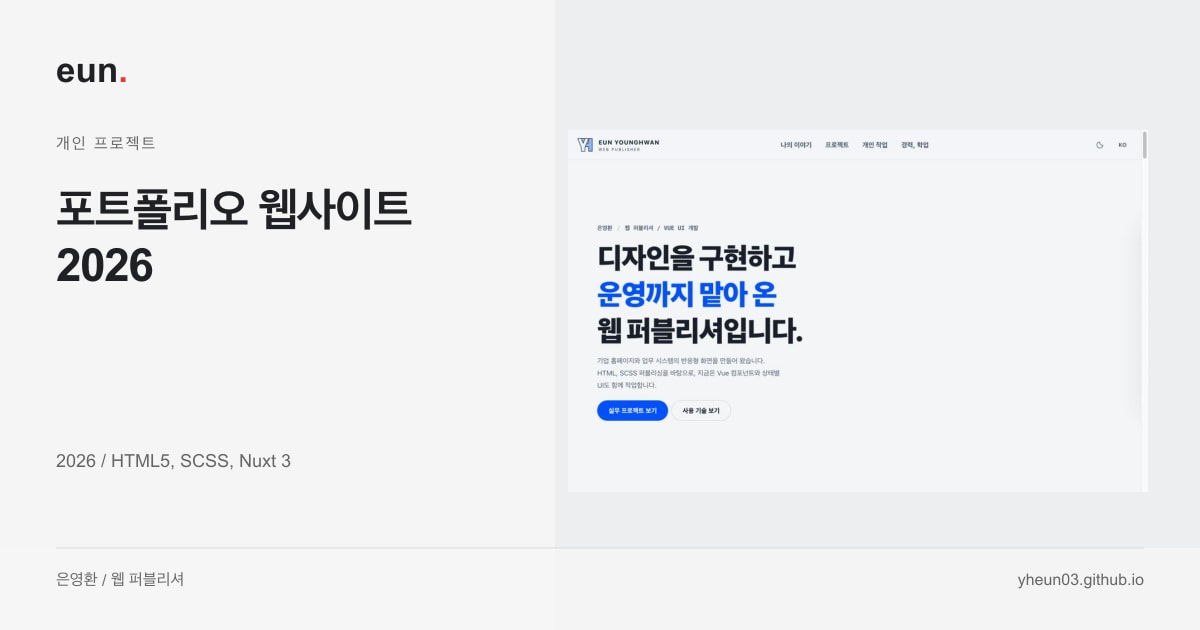 eun.
개인 프로젝트
포트폴리오 웹사이트
2026
2026 / HTML5, SCSS, Nuxt 3
은영환 / 웹 퍼블리셔
yheun03.github.io
EUN YOUNGHWAN
WEB PUBLISHER
나의 이야기 프로젝트 개인 작업 경력, 학업
KO
은영환 / 웹 퍼블리셔 / VUE UI 개발
디자인을 구현하고
운영까지 맡아 온
웹 퍼블리셔입니다.
기업 홈페이지와 업무 시스템의 반응형 화면을 만들어 왔습니다.
HTML, SCSS 퍼블리싱을 바탕으로, 지금은 Vue 컴포넌트와 상태별
UI도 함께 작업합니다.
실무 프로젝트 보기 사용 기술 보기